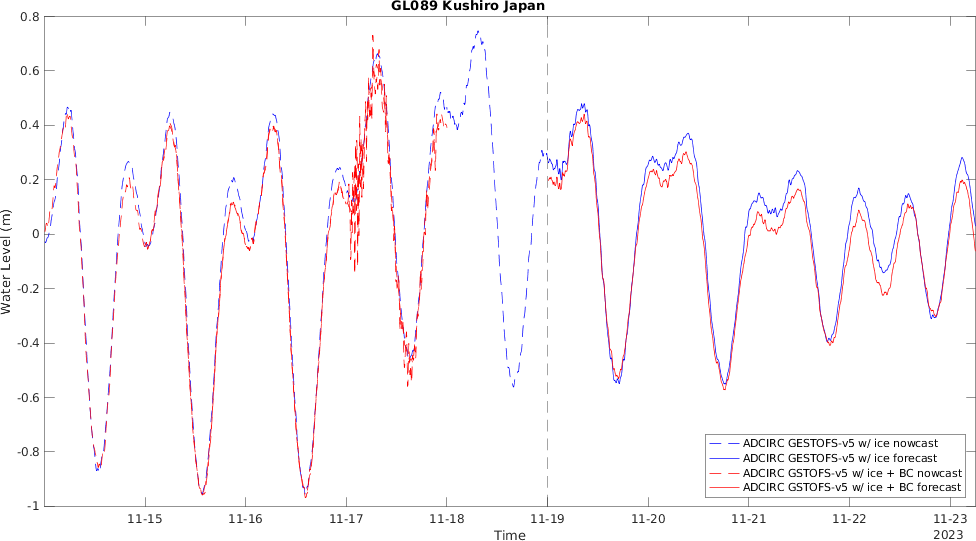 GL089 Kushiro Japan
0.8
0.6
0.4
0.2
0
-0.2
-0.4
-0.6
-0.8
-1
Water Level (m)
11-15 11-16 11-17 11-18 11-19 11-20 11-21 11-22 11-23
2023
Time
ADCIRC GESTOFS-v5 w/ ice nowcast
ADCIRC GESTOFS-v5 w/ ice forecast
ADCIRC GSTOFS-v5 w/ ice + BC nowcast
ADCIRC GSTOFS-v5 w/ ice + BC forecast